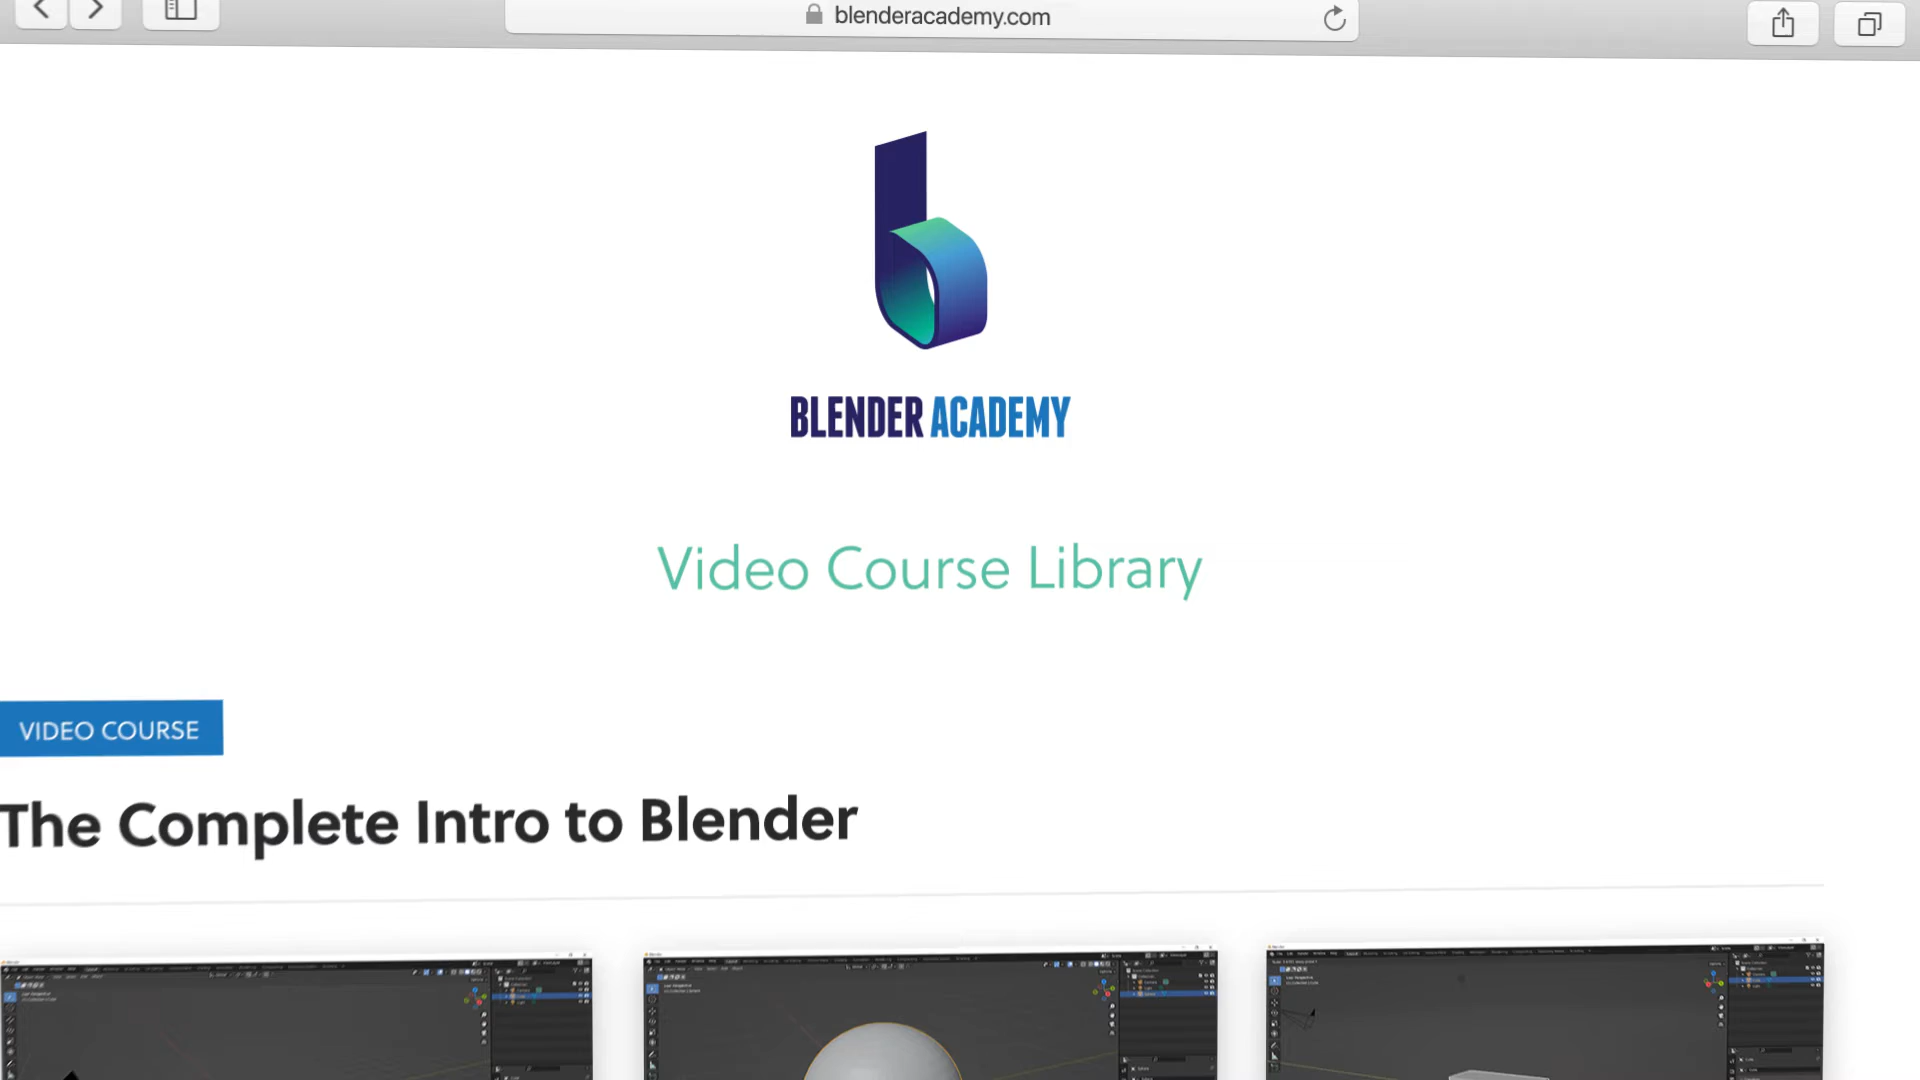 blenderacademy.com
BLENDER ACADEMY
Video Course Library
VIDEO COURSE
The Complete Intro to Blender